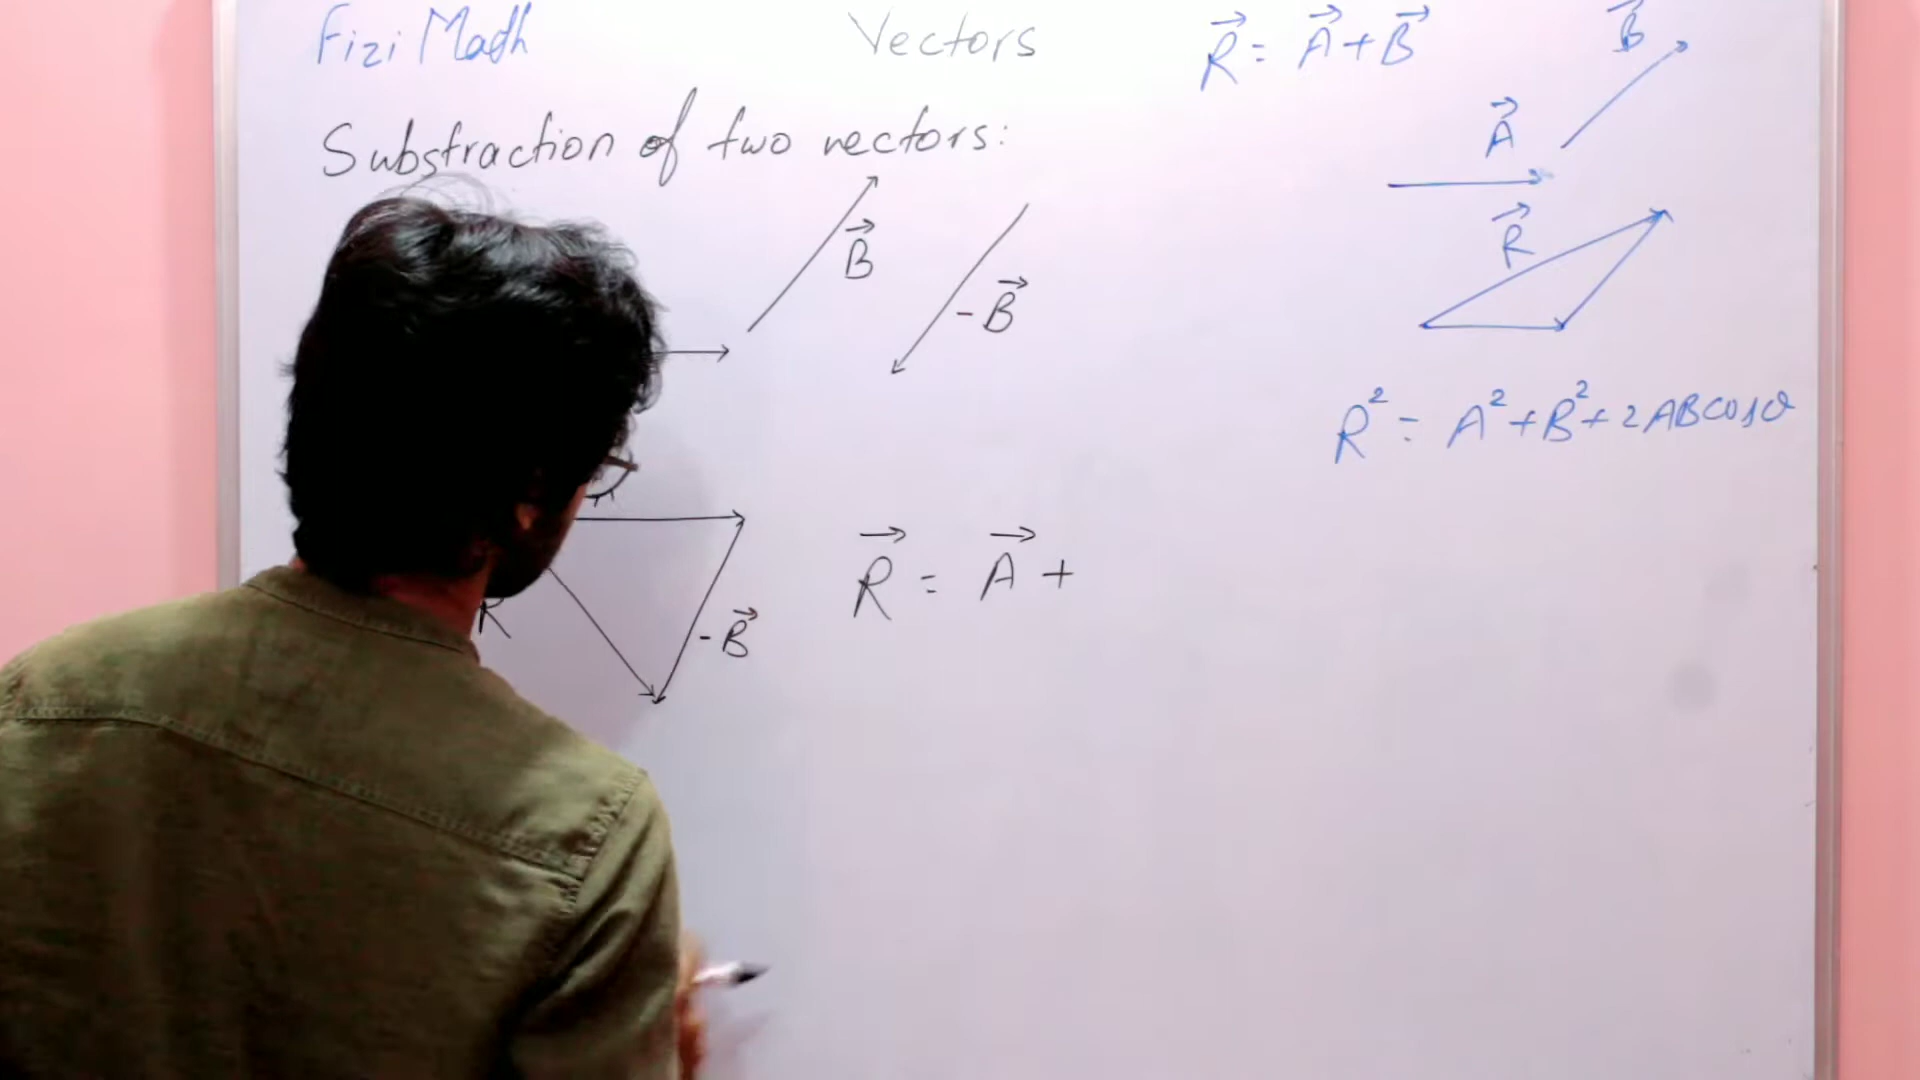 Fizi Math
Vectors
Substraction of two vectors:
B⃗
-B⃗
R
-B⃗
R⃗ = A⃗ +
R⃗ = A⃗ + B⃗
B⃗
A⃗
R⃗
R² = A² + B² + 2ABcosθ